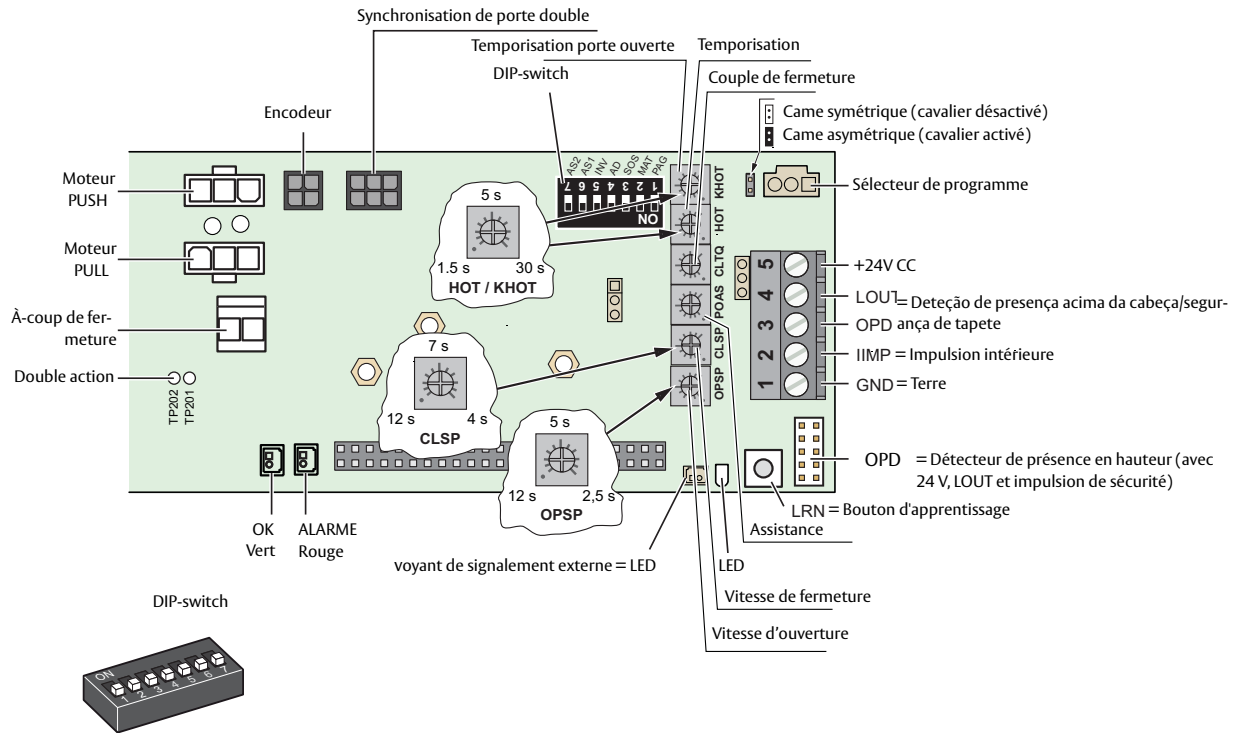 Synchronisation de porte double
Temporisation porte ouverte
Temporisation
DIP-switch
Couple de fermeture
Encodeur
Came symétrique (cavalier désactivé)
Came asymétrique (cavalier activé)
Moteur
PUSH
AS2
AS1
INV
AD
SOS
MAT
PAG
7 6 5 4 3 2 1
ON
KHOT
HOT
CLTQ
POAS
CLSP
OPSP
Sélecteur de programme
5 s
1.5 s
30 s
HOT / KHOT
Moteur
PULL
5
4
3
2
1
+24V CC
LOUT
= Deteção de presença acima da cabeça/segur-
OPD
ança de tapete
IIMP = Impulsion intérieure
GND = Terre
À-coup de fer-
meture
Double action
TP202
TP201
7 s
12 s
4 s
CLSP
5 s
12 s
2,5 s
OPSP
OPD
= Détecteur de présence en hauteur (avec
24 V, LOUT et impulsion de sécurité)
LRN = Bouton d'apprentissage
Assistance
OK
Vert
ALARME
Rouge
voyant de signalement externe = LED
LED
Vitesse de fermeture
Vitesse d’ouverture
DIP-switch
ON
1 2 3 4 5 6 7